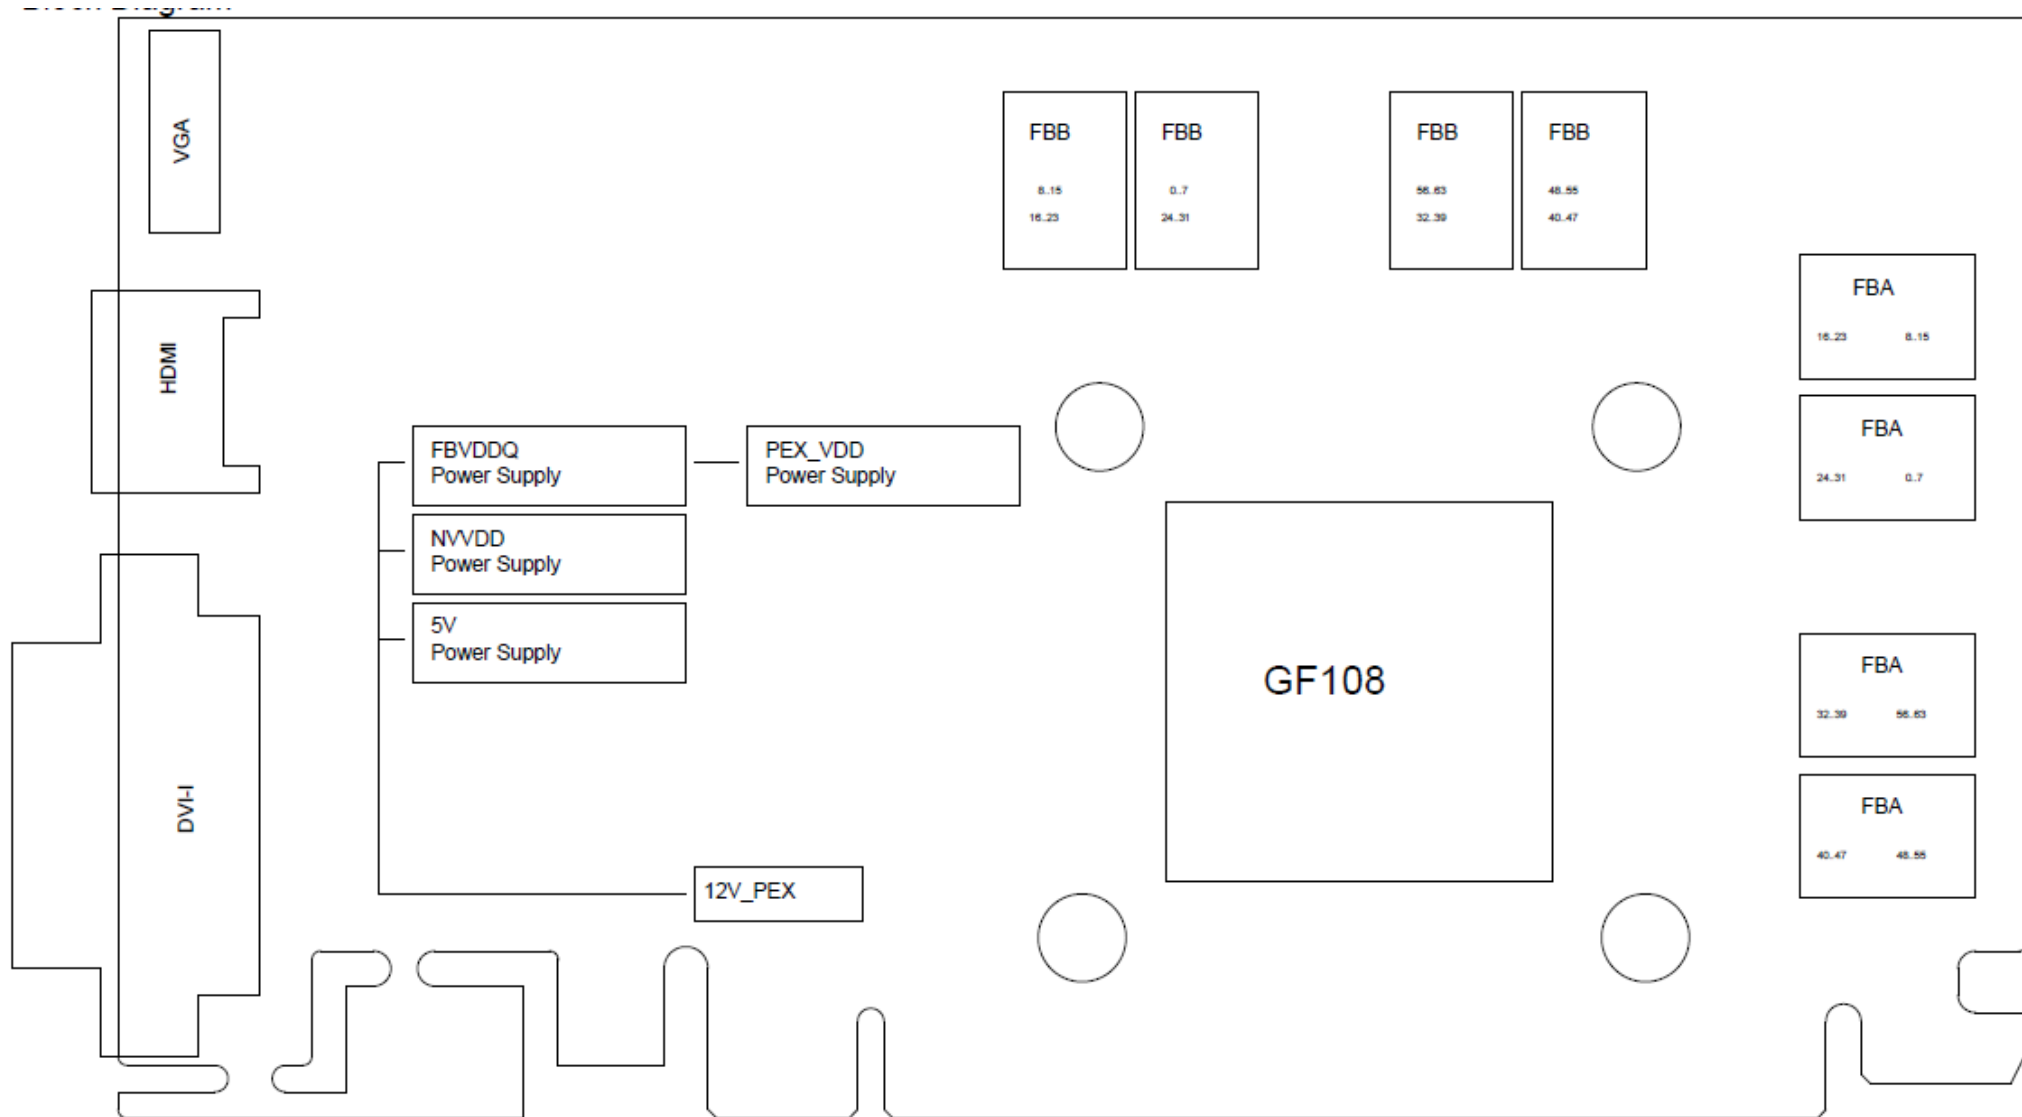 VGA
FBB
8..15
16..23
FBB
0..7
24..31
FBB
56..63
32..39
FBB
48..55
40..47
FBA
16..23 8..15
HDMI
FBA
24..31 0..7
FBVDDQ
Power Supply
PEX_VDD
Power Supply
NVVDD
Power Supply
5V
Power Supply
GF108
FBA
32..39 56..63
FBA
40..47 48..55
DVI-I
12V_PEX